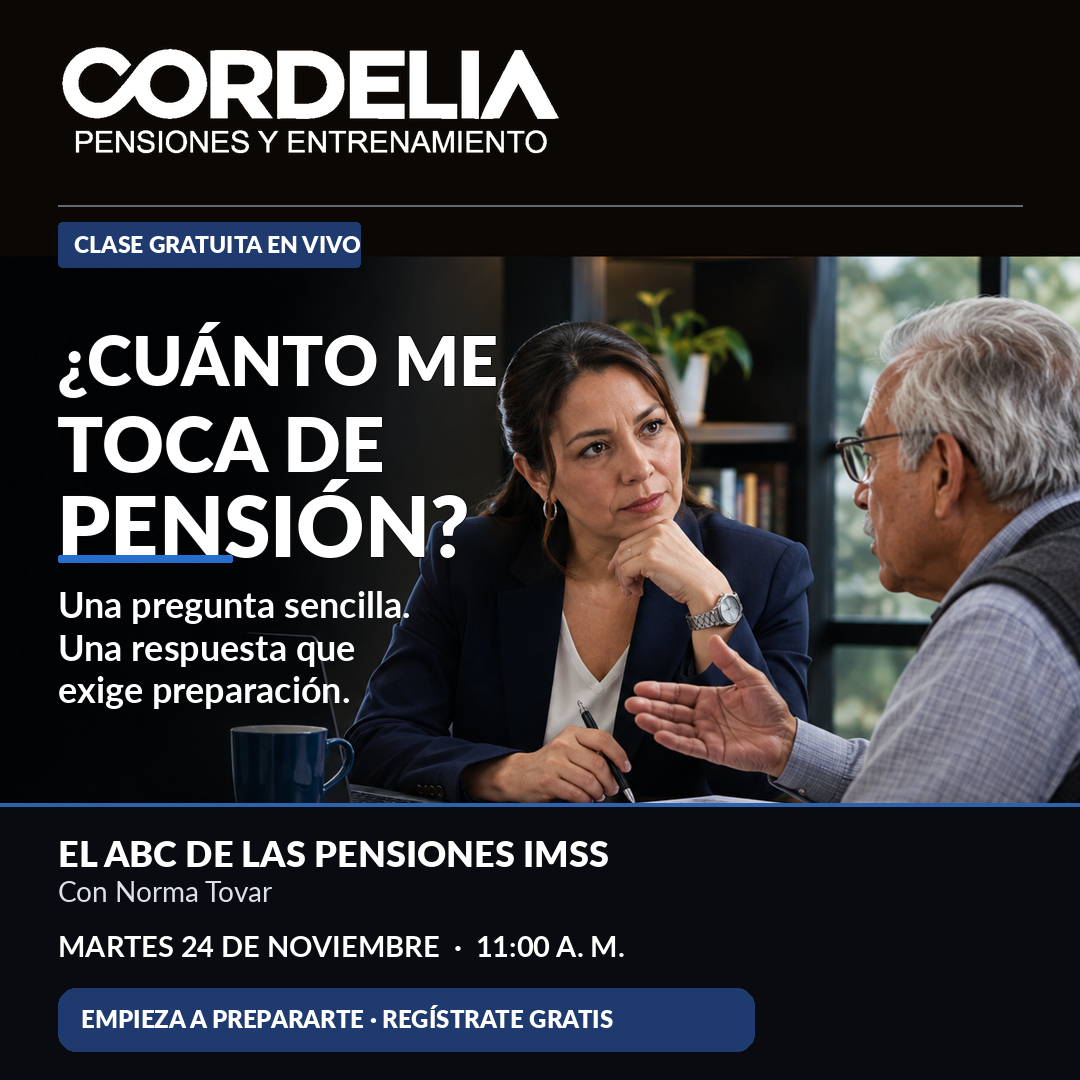 CORDELIA
PENSIONES Y ENTRENAMIENTO
CLASE GRATUITA EN VIVO
¿CUÁNTO ME
TOCA DE
PENSIÓN?
Una pregunta sencilla.
Una respuesta que
exige preparación.
EL ABC DE LAS PENSIONES IMSS
Con Norma Tovar
MARTES 24 DE NOVIEMBRE · 11:00 A. M.
EMPIEZA A PREPARARTE · REGÍSTRATE GRATIS